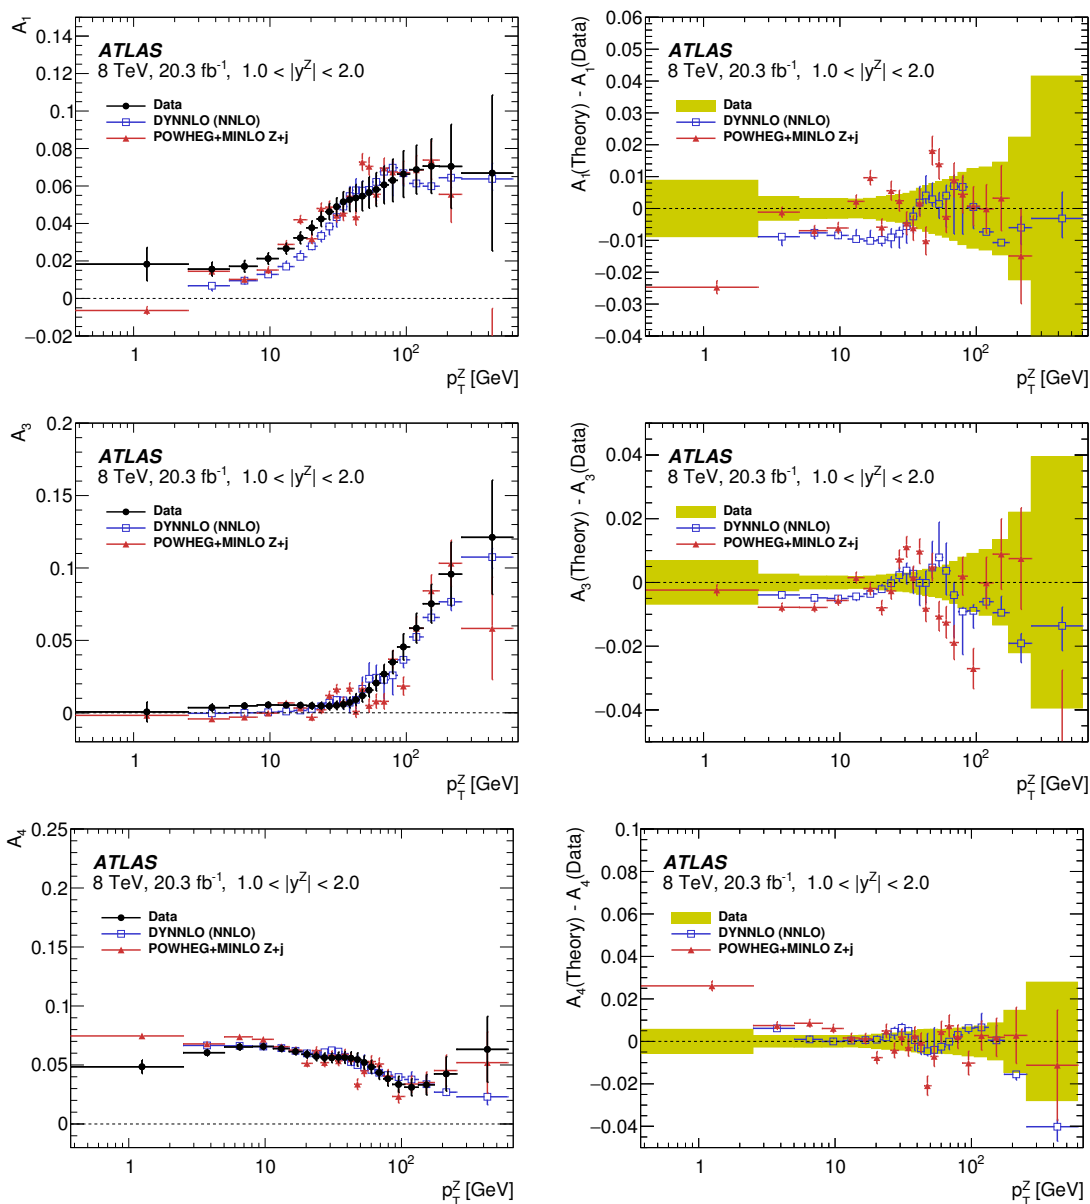 A₁
0.14
0.12
0.1
0.08
0.06
0.04
0.02
0
−0.02
ATLAS
8 TeV, 20.3 fb⁻¹, 1.0 < |yᶻ| < 2.0
Data
DYNNLO (NNLO)
POWHEG+MINLO Z+j
1 10 10²
p_T^Z [GeV]
A₁(Theory) - A₁(Data)
0.06
0.05
0.04
0.03
0.02
0.01
0
−0.01
−0.02
−0.03
−0.04
ATLAS
8 TeV, 20.3 fb⁻¹, 1.0 < |yᶻ| < 2.0
Data
DYNNLO (NNLO)
POWHEG+MINLO Z+j
1 10 10²
p_T^Z [GeV]
A₃
0.2
0.15
0.1
0.05
0
ATLAS
8 TeV, 20.3 fb⁻¹, 1.0 < |yᶻ| < 2.0
Data
DYNNLO (NNLO)
POWHEG+MINLO Z+j
1 10 10²
p_T^Z [GeV]
A₃(Theory) - A₃(Data)
0.04
0.02
0
−0.02
−0.04
ATLAS
8 TeV, 20.3 fb⁻¹, 1.0 < |yᶻ| < 2.0
Data
DYNNLO (NNLO)
POWHEG+MINLO Z+j
1 10 10²
p_T^Z [GeV]
A₄
0.25
0.2
0.15
0.1
0.05
0
ATLAS
8 TeV, 20.3 fb⁻¹, 1.0 < |yᶻ| < 2.0
Data
DYNNLO (NNLO)
POWHEG+MINLO Z+j
1 10 10²
p_T^Z [GeV]
A₄(Theory) - A₄(Data)
0.1
0.08
0.06
0.04
0.02
0
−0.02
−0.04
ATLAS
8 TeV, 20.3 fb⁻¹, 1.0 < |yᶻ| < 2.0
Data
DYNNLO (NNLO)
POWHEG+MINLO Z+j
1 10 10²
p_T^Z [GeV]